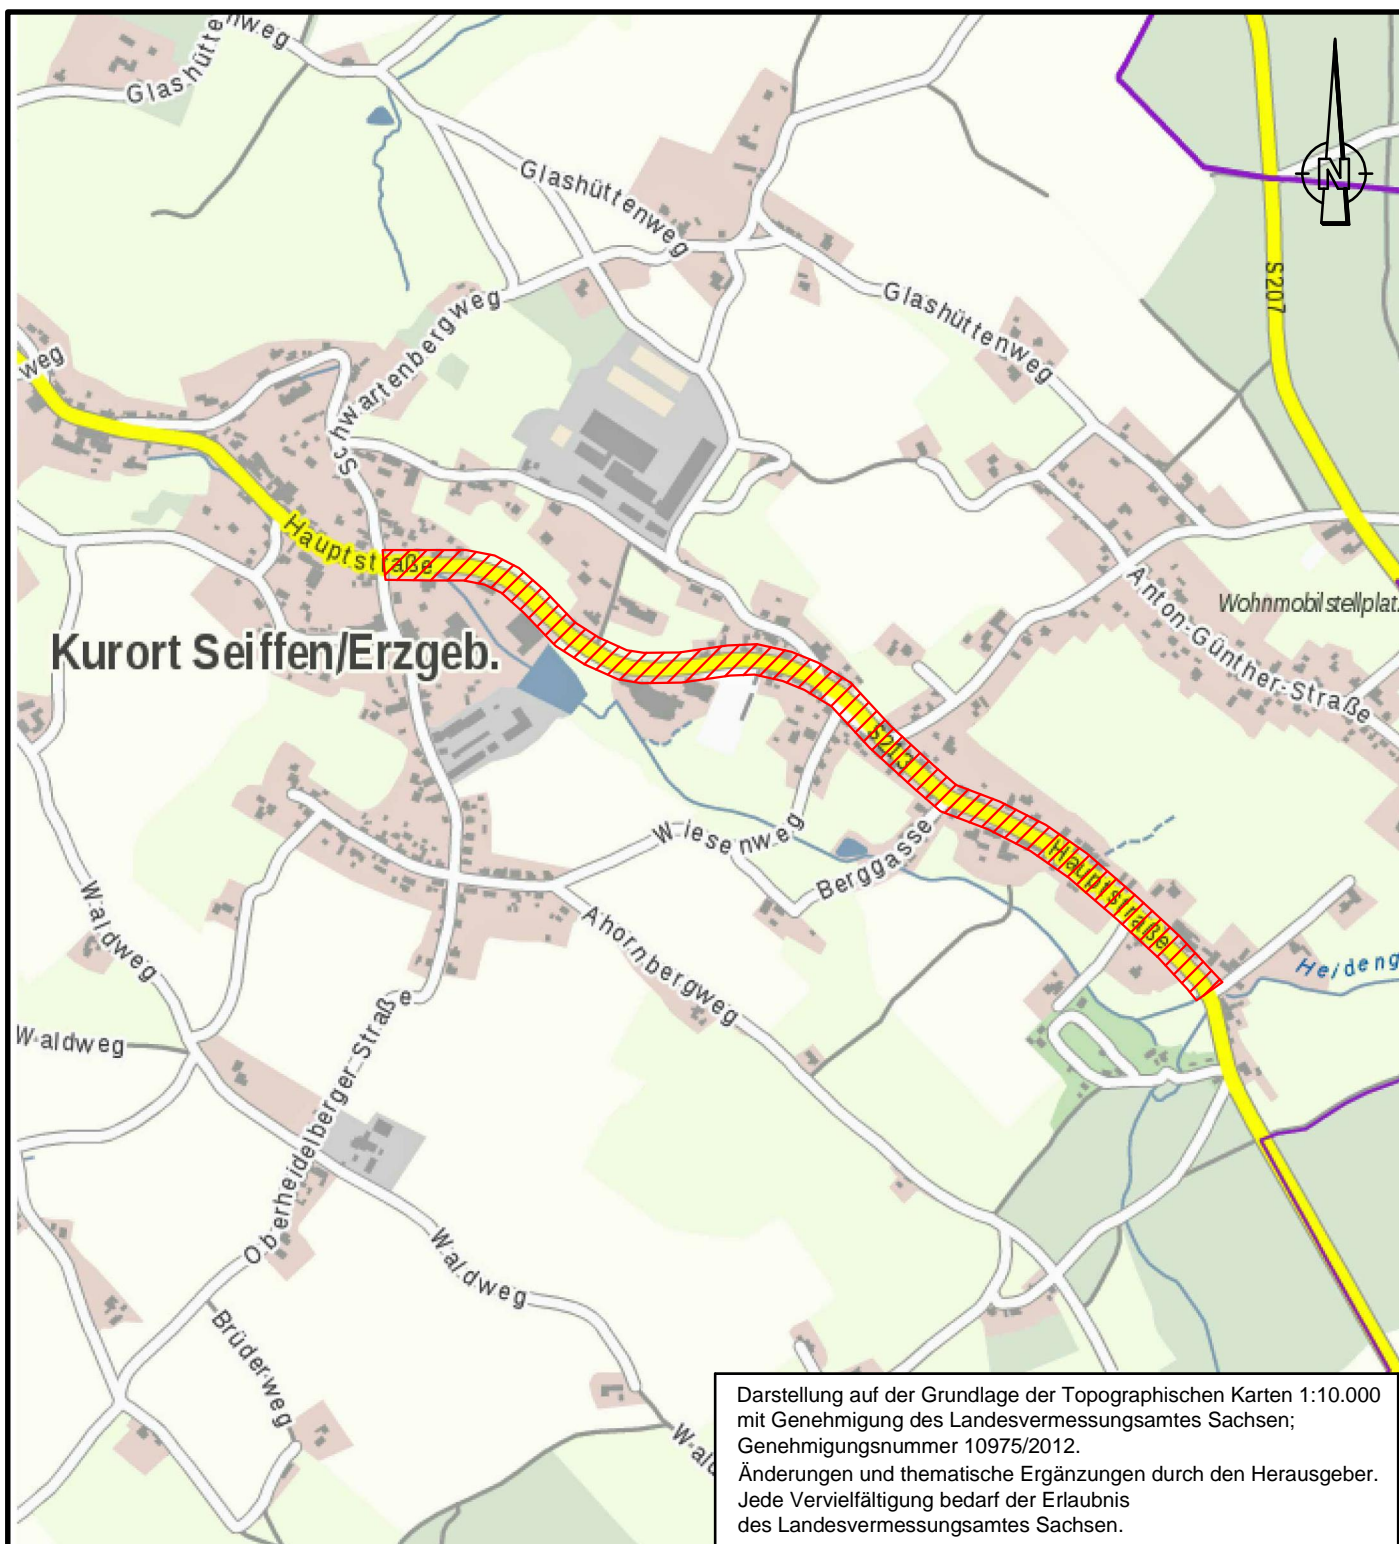 nweg
Glashütte
N
Glashüttenweg
S207
Glashüttenweg
Schwartenbergweg
weg
Hauptstraße
Anton-Günther-Straße
Wohnmobilstellplat
Kurort Seiffen/Erzgeb.
S213
Wiesenweg
Berggasse
Hauptstraße
Waldweg
Ahornbergweg
Heideng
Waldweg
Oberheidelberger-Straße
Waldweg
Brüderweg
Wald
Darstellung auf der Grundlage der Topographischen Karten 1:10.000
mit Genehmigung des Landesvermessungsamtes Sachsen;
Genehmigungsnummer 10975/2012.
Änderungen und thematische Ergänzungen durch den Herausgeber.
Jede Vervielfältigung bedarf der Erlaubnis
des Landesvermessungsamtes Sachsen.